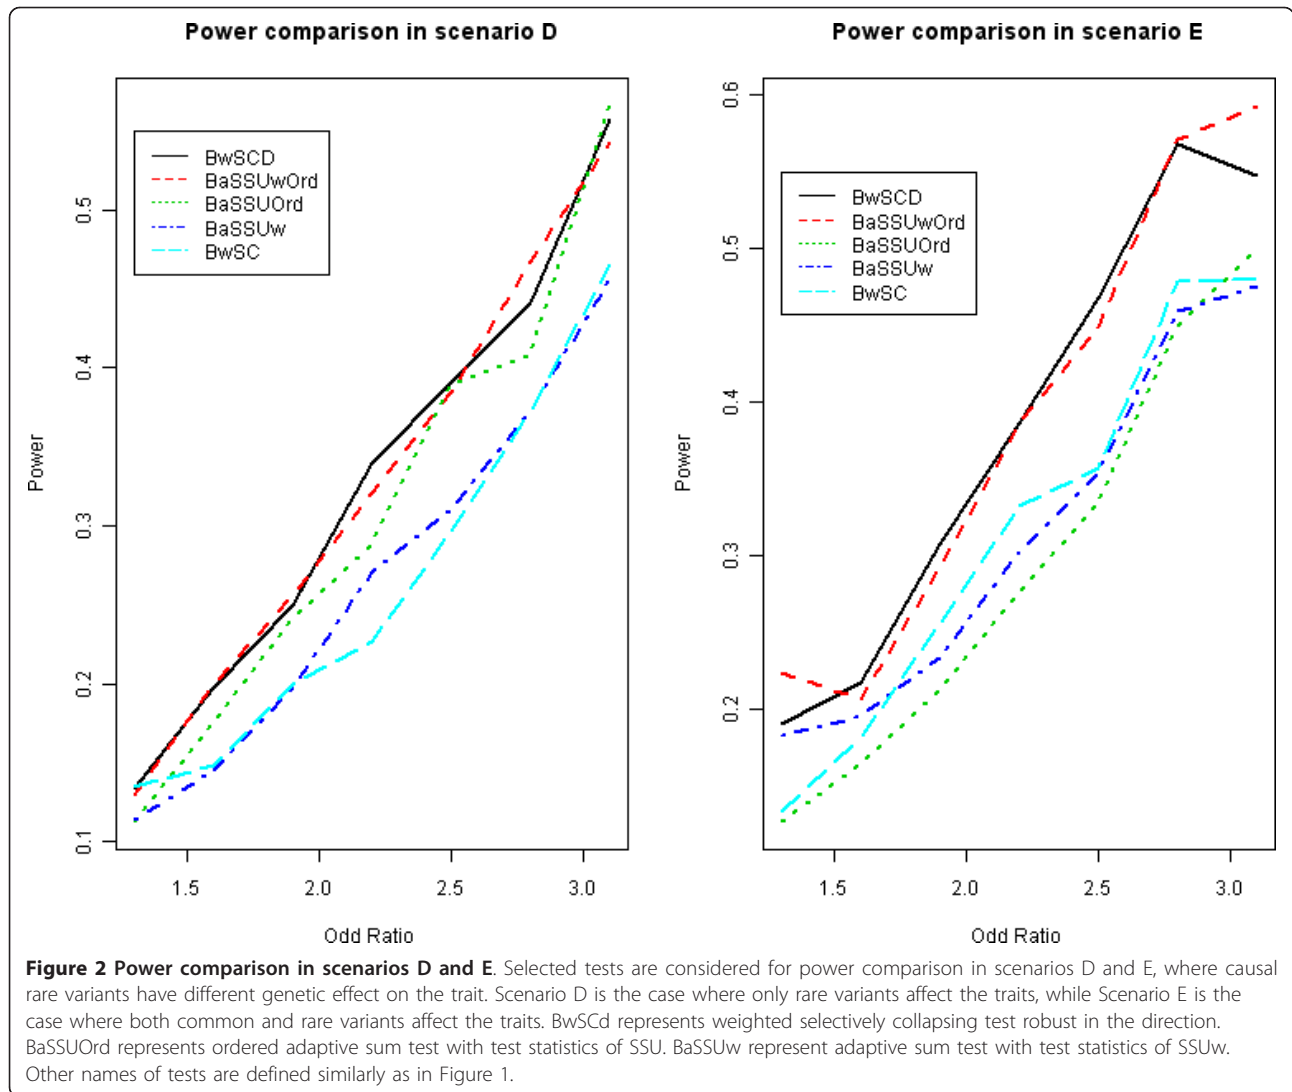 Power comparison in scenario D
Power
0.1
0.2
0.3
0.4
0.5
BwSCD
BaSSUwOrd
BaSSUOrd
BaSSUw
BwSC
1.5
2.0
2.5
3.0
Odd Ratio
Power comparison in scenario E
Power
0.2
0.3
0.4
0.5
0.6
BwSCD
BaSSUwOrd
BaSSUOrd
BaSSUw
BwSC
1.5
2.0
2.5
3.0
Odd Ratio
Figure 2 Power comparison in scenarios D and E. Selected tests are considered for power comparison in scenarios D and E, where causal
rare variants have different genetic effect on the trait. Scenario D is the case where only rare variants affect the traits, while Scenario E is the
case where both common and rare variants affect the traits. BwSCd represents weighted selectively collapsing test robust in the direction.
BaSSUOrd represents ordered adaptive sum test with test statistics of SSU. BaSSUw represent adaptive sum test with test statistics of SSUw.
Other names of tests are defined similarly as in Figure 1.